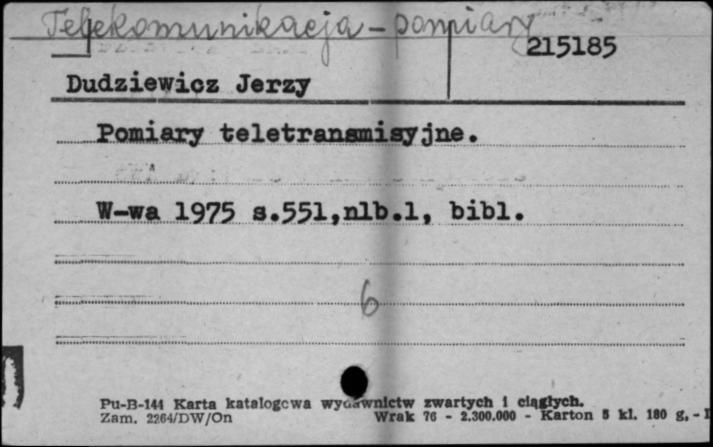 Telekomunikacja - pomiary
215185
Dudziewicz Jerzy
Pomiary teletransmisyjne.
W-wa 1975 s.551,nlb.1, bibl.
6
Pu-B-144 Karta katalogowa wydawnictw zwartych i ciągłych.
Zam. 2264/DW/On Wrak 76 - 2.300.000 - Karton 5 kl. 180 g, -